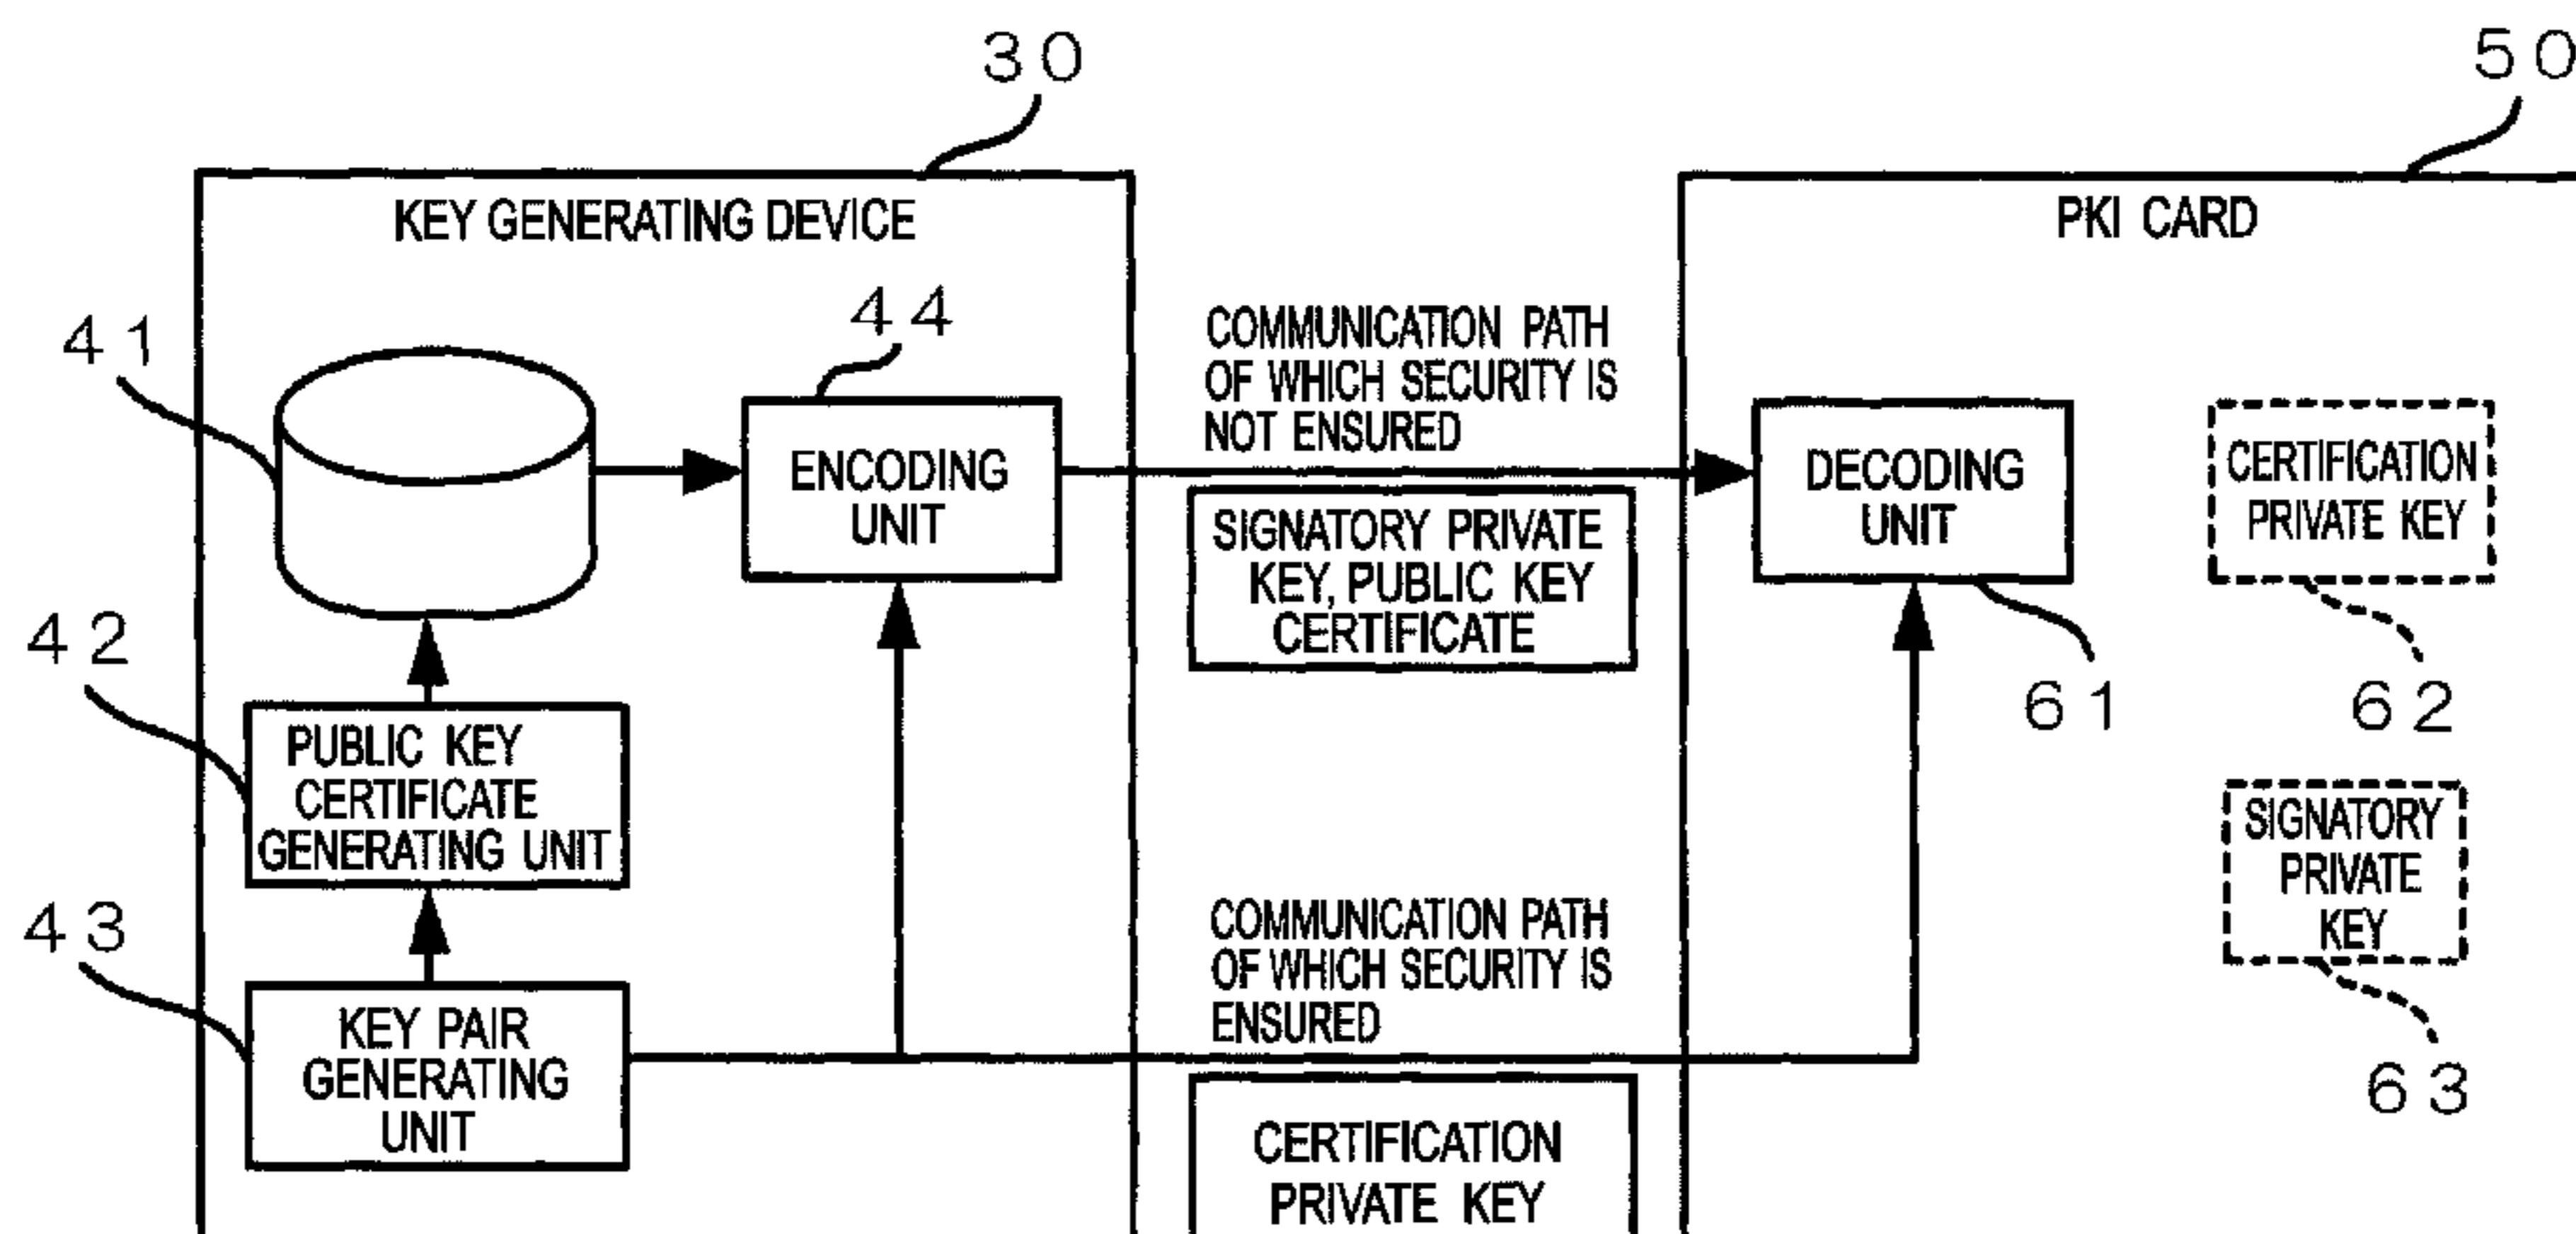 30
50
KEY GENERATING DEVICE
PKI CARD
41
44
COMMUNICATION PATH
OF WHICH SECURITY IS
NOT ENSURED
ENCODING
UNIT
DECODING
UNIT
CERTIFICATION
PRIVATE KEY
SIGNATORY PRIVATE
KEY, PUBLIC KEY
CERTIFICATE
42
61
62
PUBLIC KEY
CERTIFICATE
GENERATING UNIT
SIGNATORY
PRIVATE
KEY
43
COMMUNICATION PATH
OF WHICH SECURITY IS
ENSURED
KEY PAIR
GENERATING
UNIT
63
CERTIFICATION
PRIVATE KEY